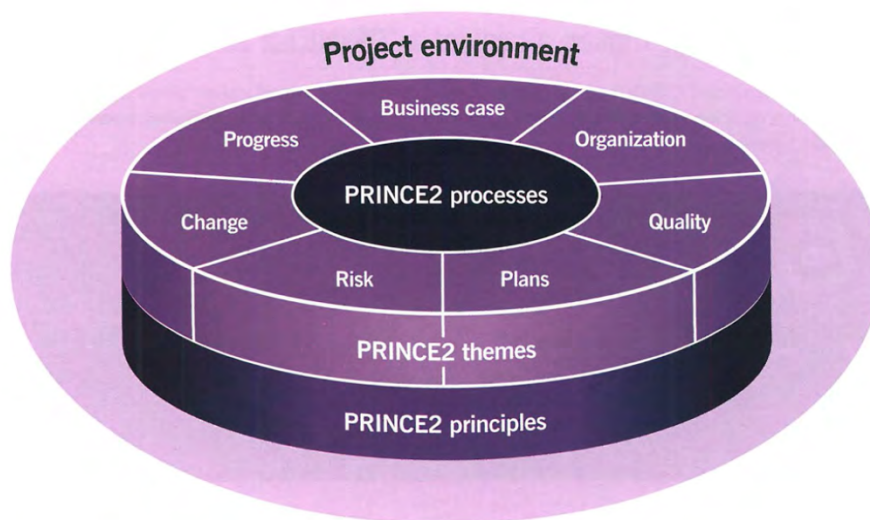 Project environment
Business case
Progress
Organization
PRINCE2 processes
Change
Quality
Risk
Plans
PRINCE2 themes
PRINCE2 principles